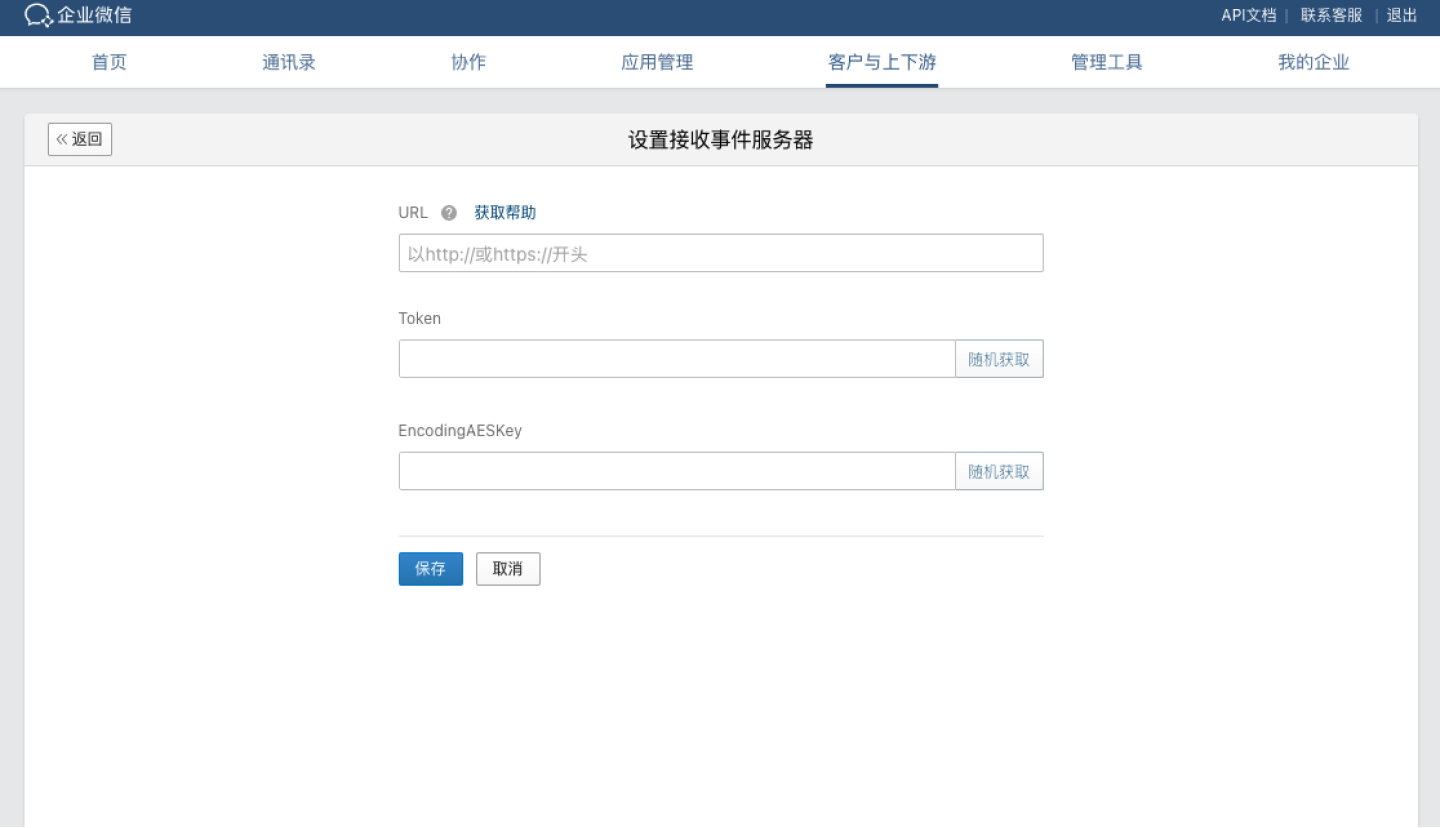 企业微信
API文档 | 联系客服 | 退出
首页 通讯录 协作 应用管理 客户与上下游 管理工具 我的企业
<< 返回
设置接收事件服务器
URL ? 获取帮助
以http://或https://开头
Token
随机获取
EncodingAESKey
随机获取
保存 取消